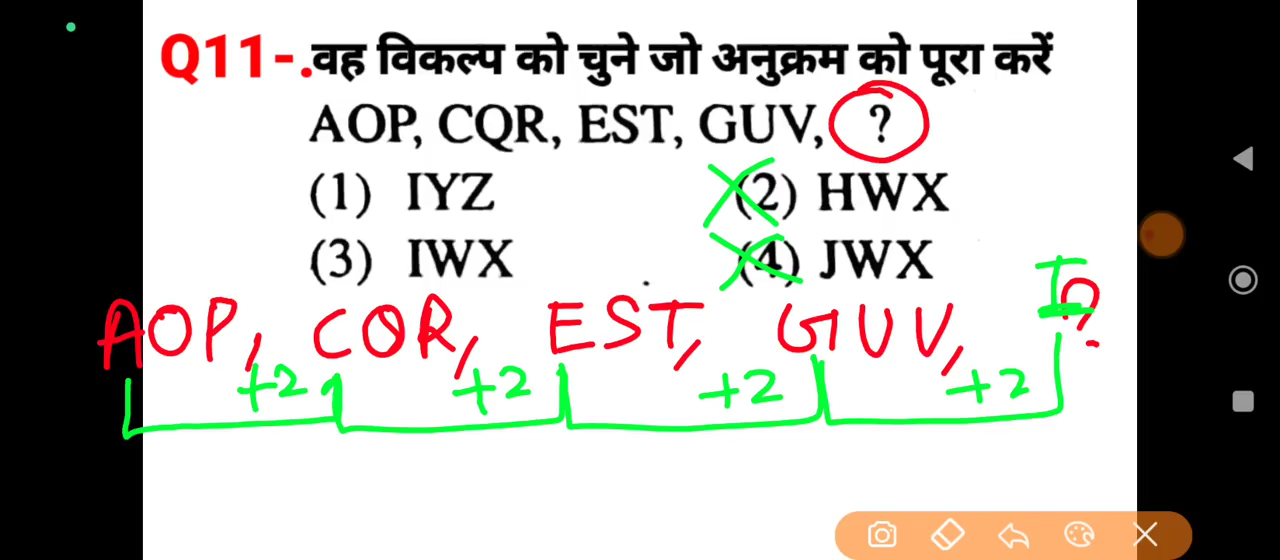 Q11-.वह विकल्प को चुने जो अनुक्रम को पूरा करें
AOP, CQR, EST, GUV, ?
(1) IYZ (2) HWX
(3) IWX (4) JWX
AOP, CQR, EST, GUV, I?
+2 +2 +2 +2